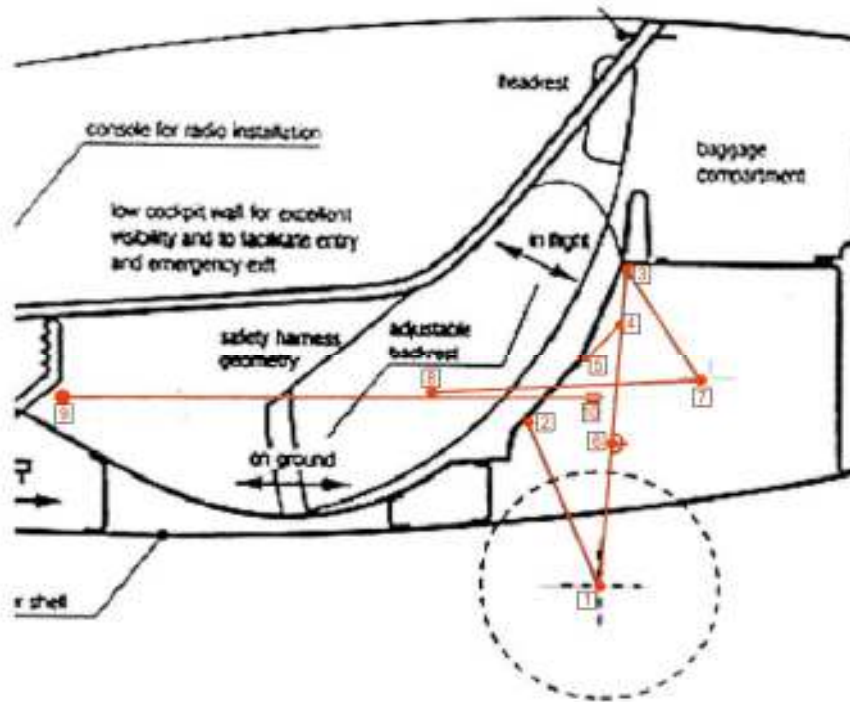 headrest
console for radio installation
baggage
compartment
low cockpit wall for excellent
visibility and to facilitate entry
and emergency exit
in flight
safety harness
geometry
adjustable
backrest
on ground
shell
3
4
5
8
7
9
2
6
1